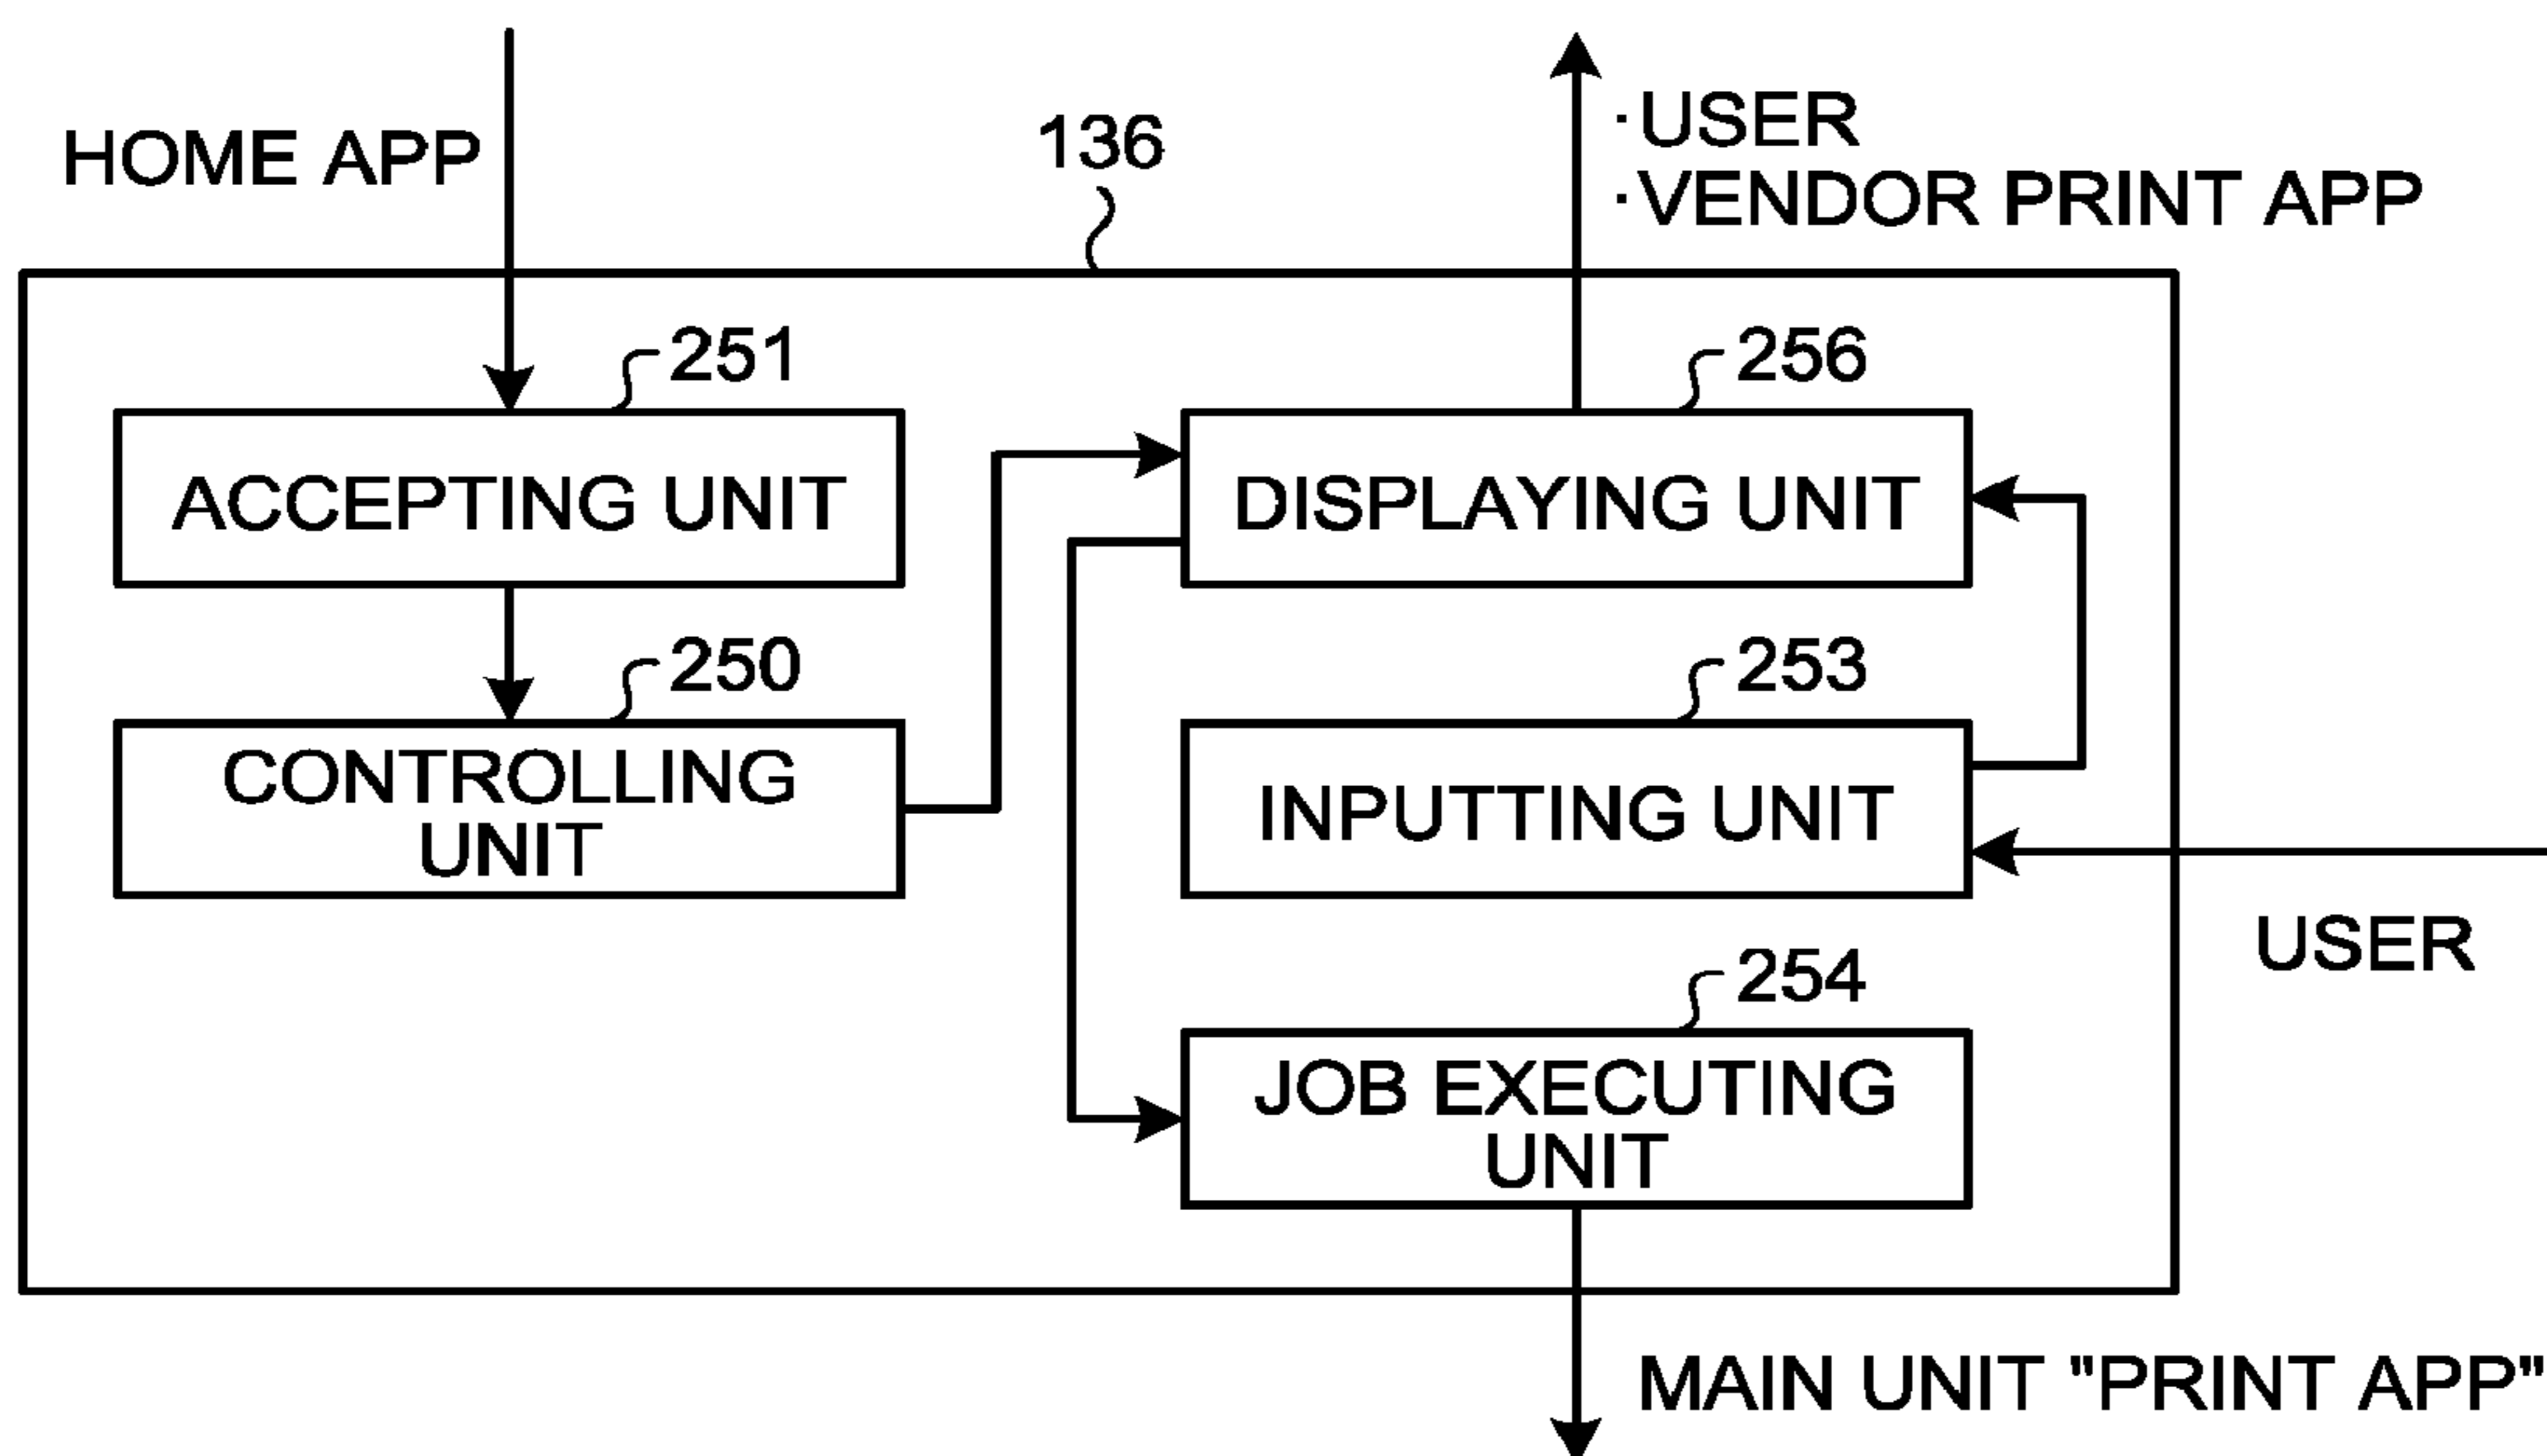 HOME APP
136
·USER
·VENDOR PRINT APP
251
ACCEPTING UNIT
256
DISPLAYING UNIT
250
CONTROLLING
UNIT
253
INPUTTING UNIT
USER
254
JOB EXECUTING
UNIT
MAIN UNIT "PRINT APP"